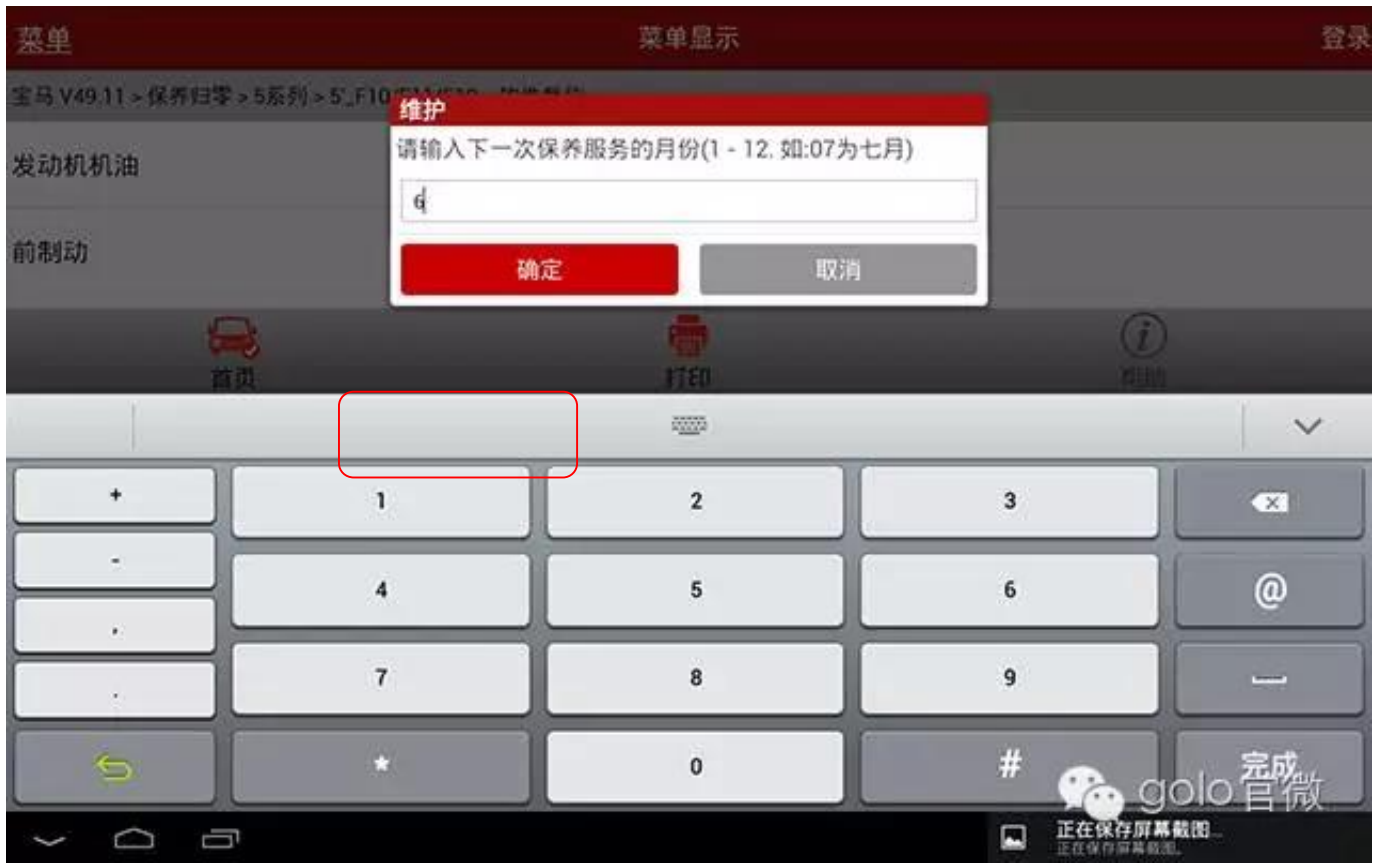 菜单
菜单显示
登录
宝马 V49.11 > 保养归零 > 5系列 > 5'_F10
维护
请输入下一次保养服务的月份(1 - 12, 如:07为七月)
发动机机油
6
前制动
确定
取消
首页
打印
帮助
+
1
2
3
-
4
5
6
@
,
7
8
9
.
*
0
#
完成
golo官微
正在保存屏幕截图...
正在保存屏幕截图。